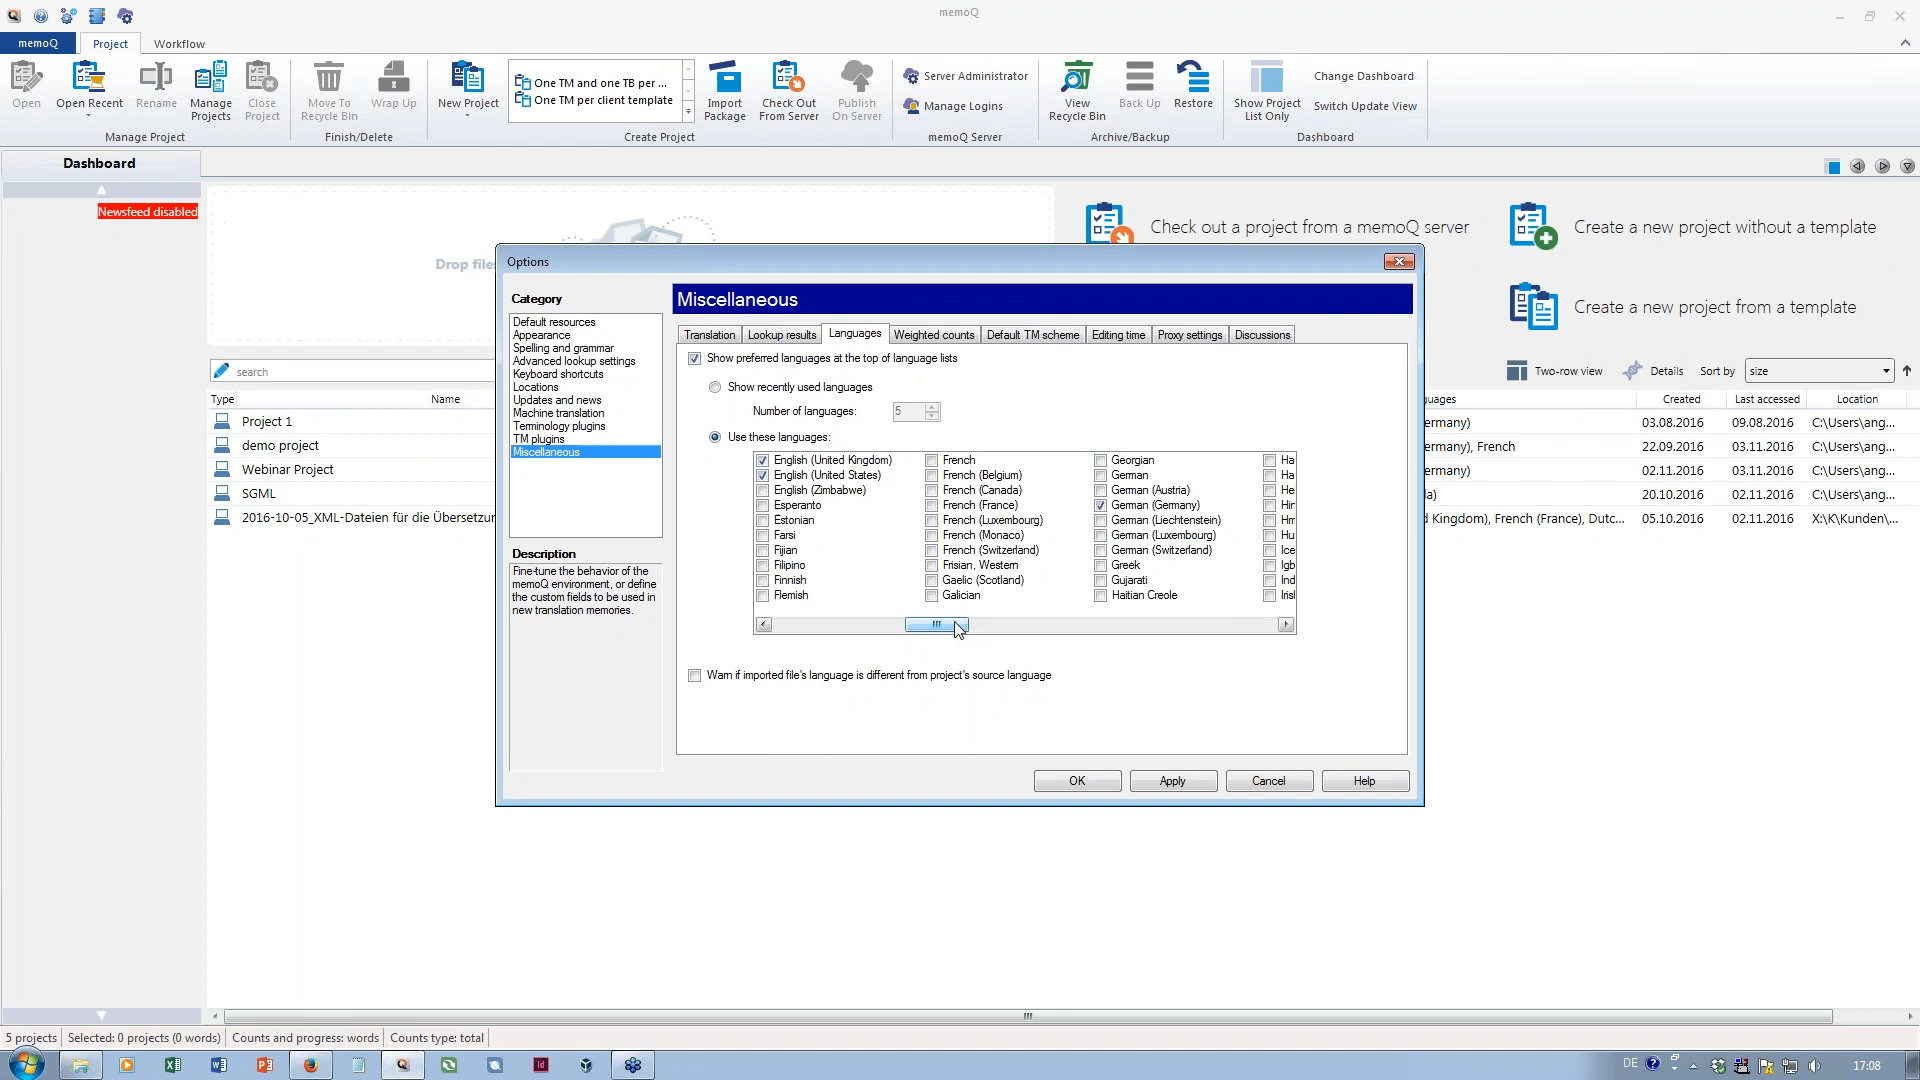 memoQ
memoQ Project Workflow
Open
Open Recent
Rename
Manage Projects
Close Project
Manage Project
Move To Recycle Bin
Wrap Up
Finish/Delete
New Project
One TM and one TB per ...
One TM per client template
Import Package
Check Out From Server
Publish On Server
Create Project
Server Administrator
Manage Logins
memoQ Server
View Recycle Bin
Back Up
Restore
Archive/Backup
Show Project List Only
Change Dashboard
Switch Update View
Dashboard
Dashboard
Newsfeed disabled
Drop files
Check out a project from a memoQ server
Create a new project without a template
Create a new project from a template
search
Two-row view Details Sort by size
Type Name
Created Last accessed Location
Project 1
03.08.2016 09.08.2016 C:\Users\ang...
demo project
22.09.2016 03.11.2016 C:\Users\ang...
Webinar Project
02.11.2016 03.11.2016 C:\Users\ang...
SGML
20.10.2016 02.11.2016 C:\Users\ang...
2016-10-05_XML-Dateien für die Übersetzur
d Kingdom), French (France), Dutc... 05.10.2016 02.11.2016 X:\K\Kunden\...
uages
ermany)
ermany), French
ermany)
a)
Options
Category
Default resources
Appearance
Spelling and grammar
Advanced lookup settings
Keyboard shortcuts
Locations
Updates and news
Machine translation
Terminology plugins
TM plugins
Miscellaneous
Description
Fine-tune the behavior of the
memoQ environment, or define
the custom fields to be used in
new translation memories.
Miscellaneous
Translation Lookup results Languages Weighted counts Default TM scheme Editing time Proxy settings Discussions
Show preferred languages at the top of language lists
Show recently used languages
Number of languages: 5
Use these languages:
English (United Kingdom) French Georgian Ha
English (United States) French (Belgium) German Ha
English (Zimbabwe) French (Canada) German (Austria) He
Esperanto French (France) German (Germany) Hir
Estonian French (Luxembourg) German (Liechtenstein) Hm
Farsi French (Monaco) German (Luxembourg) Hu
Fijian French (Switzerland) German (Switzerland) Ice
Filipino Frisian, Western Greek Igb
Finnish Gaelic (Scotland) Gujarati Ind
Flemish Galician Haitian Creole Irisl
Warn if imported file's language is different from project's source language
OK Apply Cancel Help
5 projects Selected: 0 projects (0 words) Counts and progress: words Counts type: total
DE 17:08